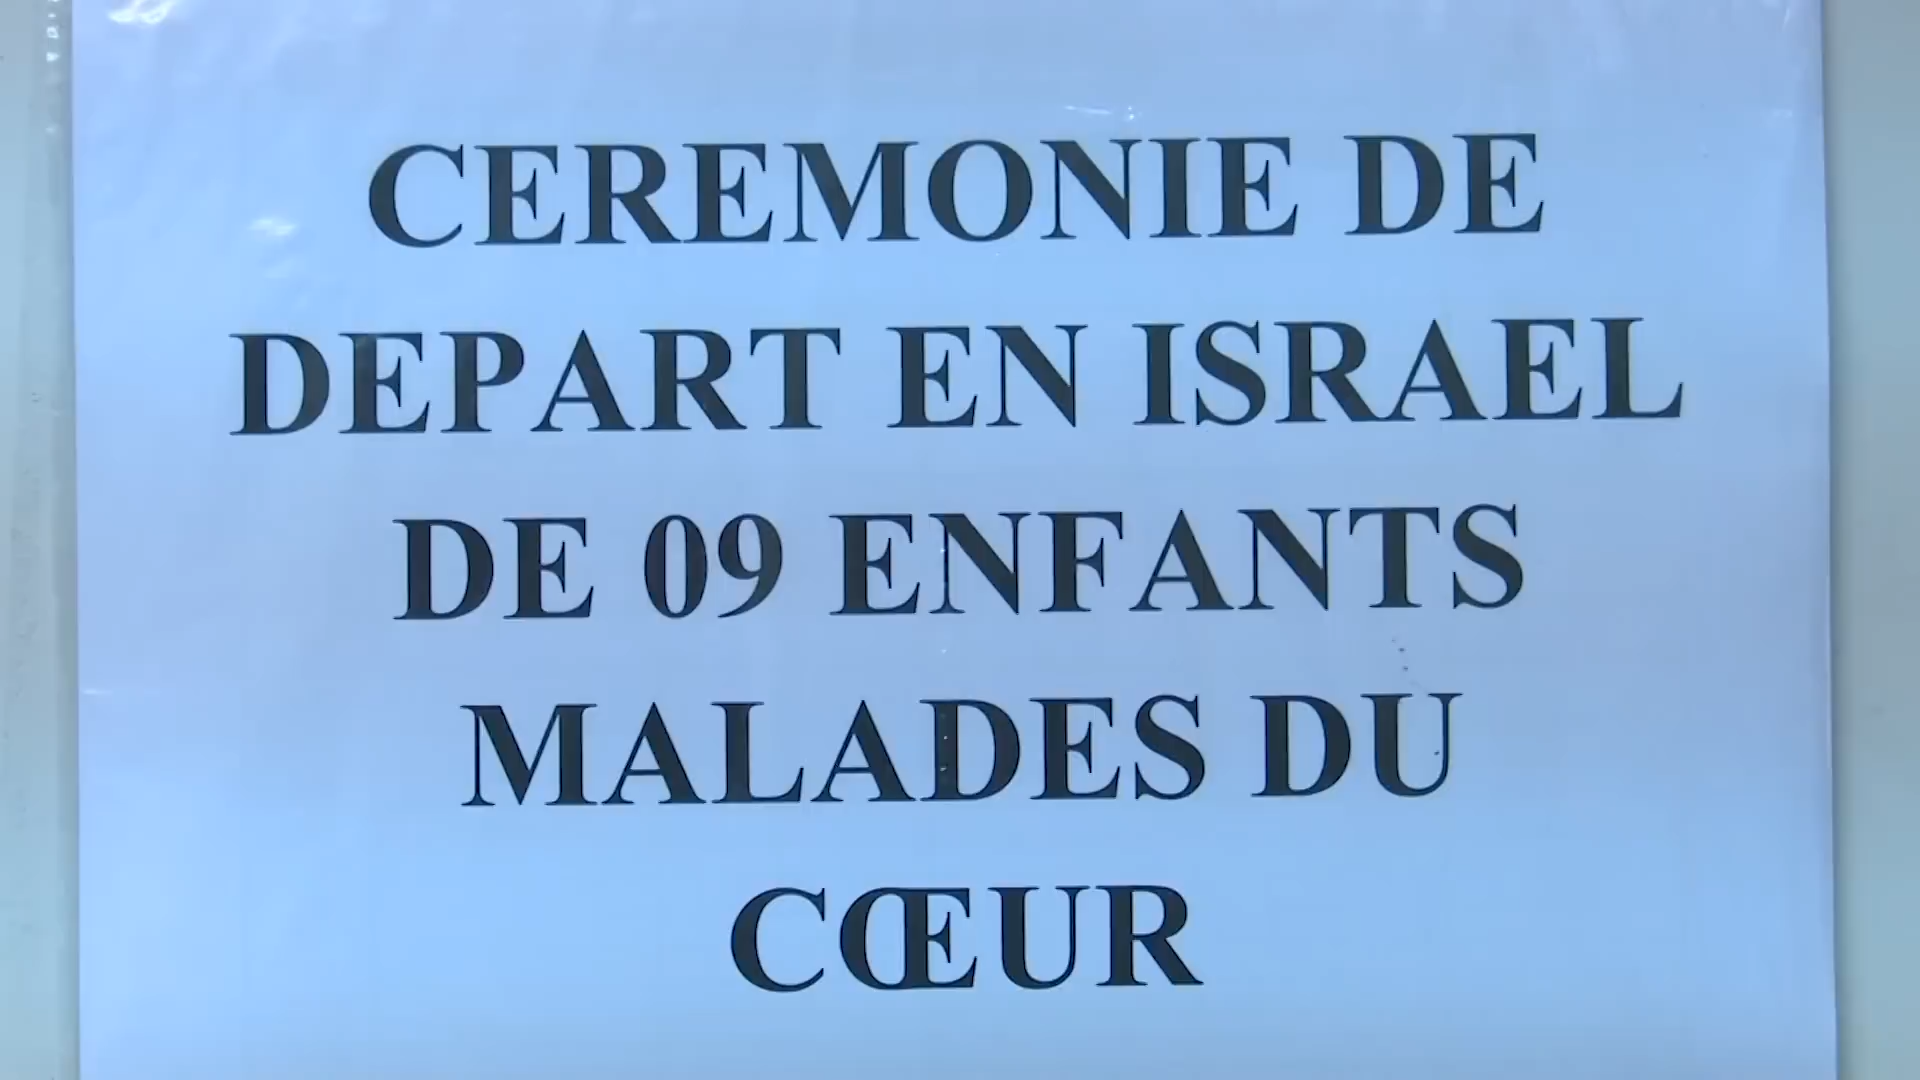 CEREMONIE DE
DEPART EN ISRAEL
DE 09 ENFANTS
MALADES DU
CŒUR